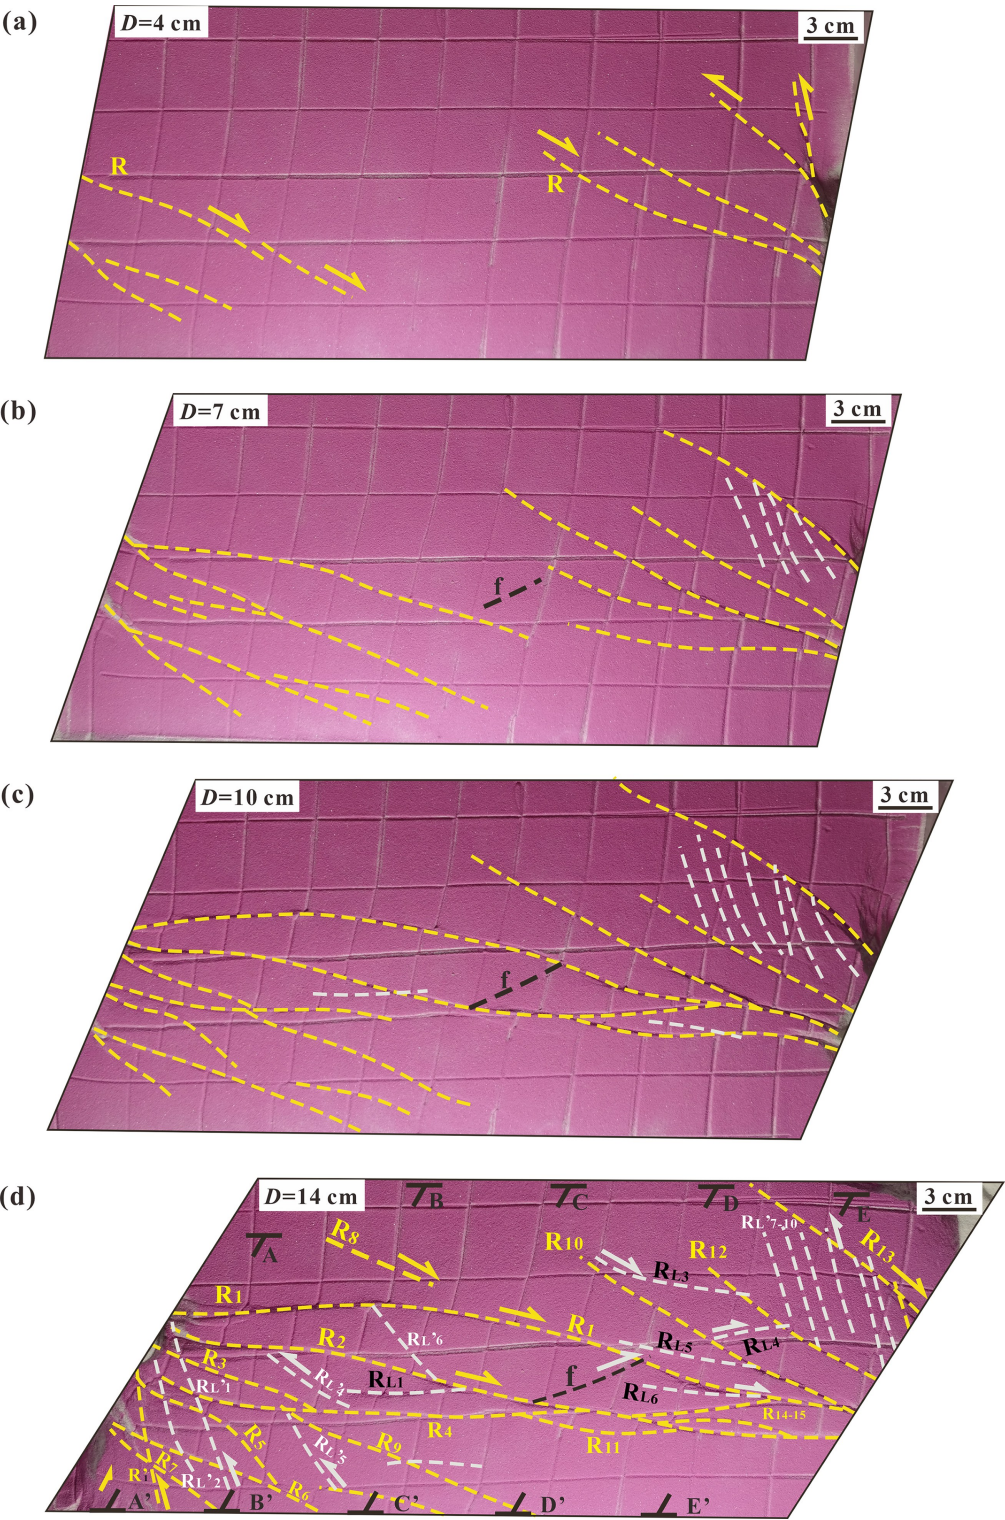 (a)
D=4 cm
3 cm
R
R
(b)
D=7 cm
3 cm
f
(c)
D=10 cm
3 cm
f
(d)
D=14 cm
3 cm
A
B
C
D
E
R8
R10
RL3
R12
RL'7-10
R13
R1
R1
R2
RL'6
RL5
RL4
R3
RL'1
RL'4
RL1
f
RL6
R4
R14-15
R5
RL'5
R9
R11
R7
R'1
RL'2
R6
A'
B'
C'
D'
E'